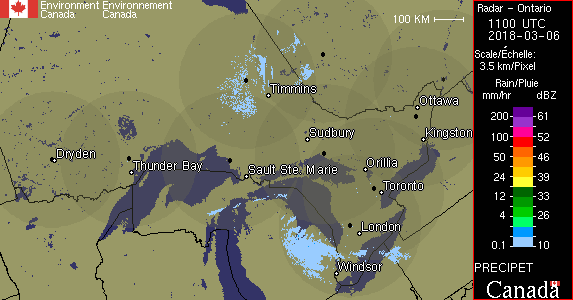 Environment Environnement
Canada Canada
100 KM
Timmins
Ottawa
Sudbury
Kingston
Dryden
Thunder Bay
Sault Ste. Marie
Orillia
Toronto
London
Windsor
Radar - Ontario
1100 UTC
2018-03-06
Scale/Échelle:
3.5 km/Pixel
Rain/Pluie
mm/hr dBZ
200 61
100 52
50 46
24 39
12 33
4 26
0.1 10
PRECIPET
Canada